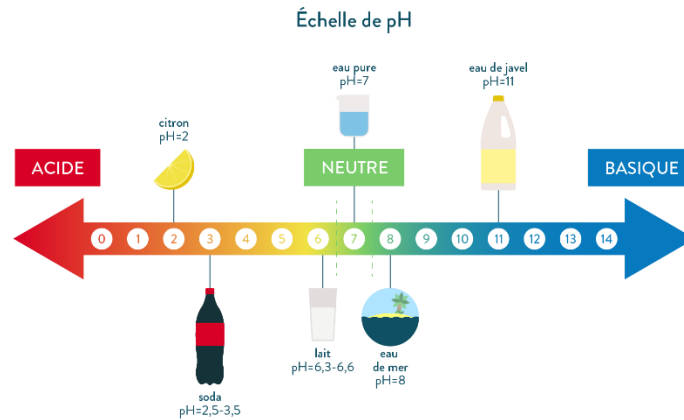 Échelle de pH
eau pure
pH=7
eau de javel
pH=11
citron
pH=2
ACIDE
NEUTRE
BASIQUE
0 1 2 3 4 5 6 7 8 9 10 11 12 13 14
lait
pH=6,3-6,6
eau
de mer
pH=8
soda
pH=2,5-3,5